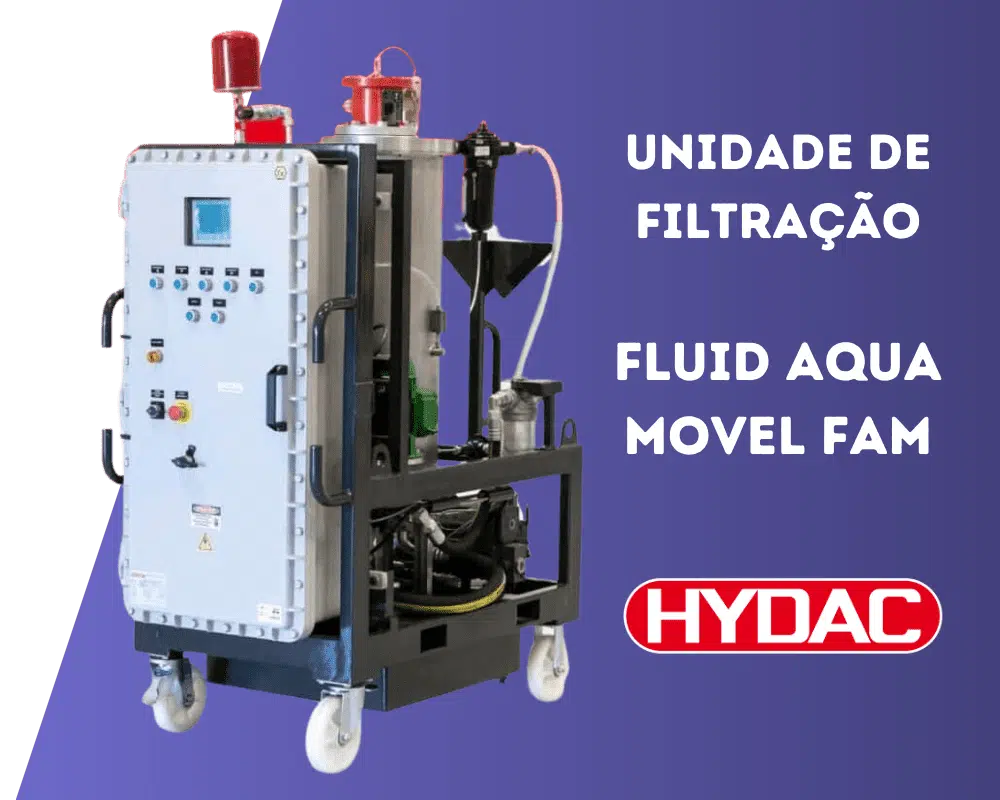 UNIDADE DE
FILTRAÇÃO
FLUID AQUA
MOVEL FAM
HYDAC